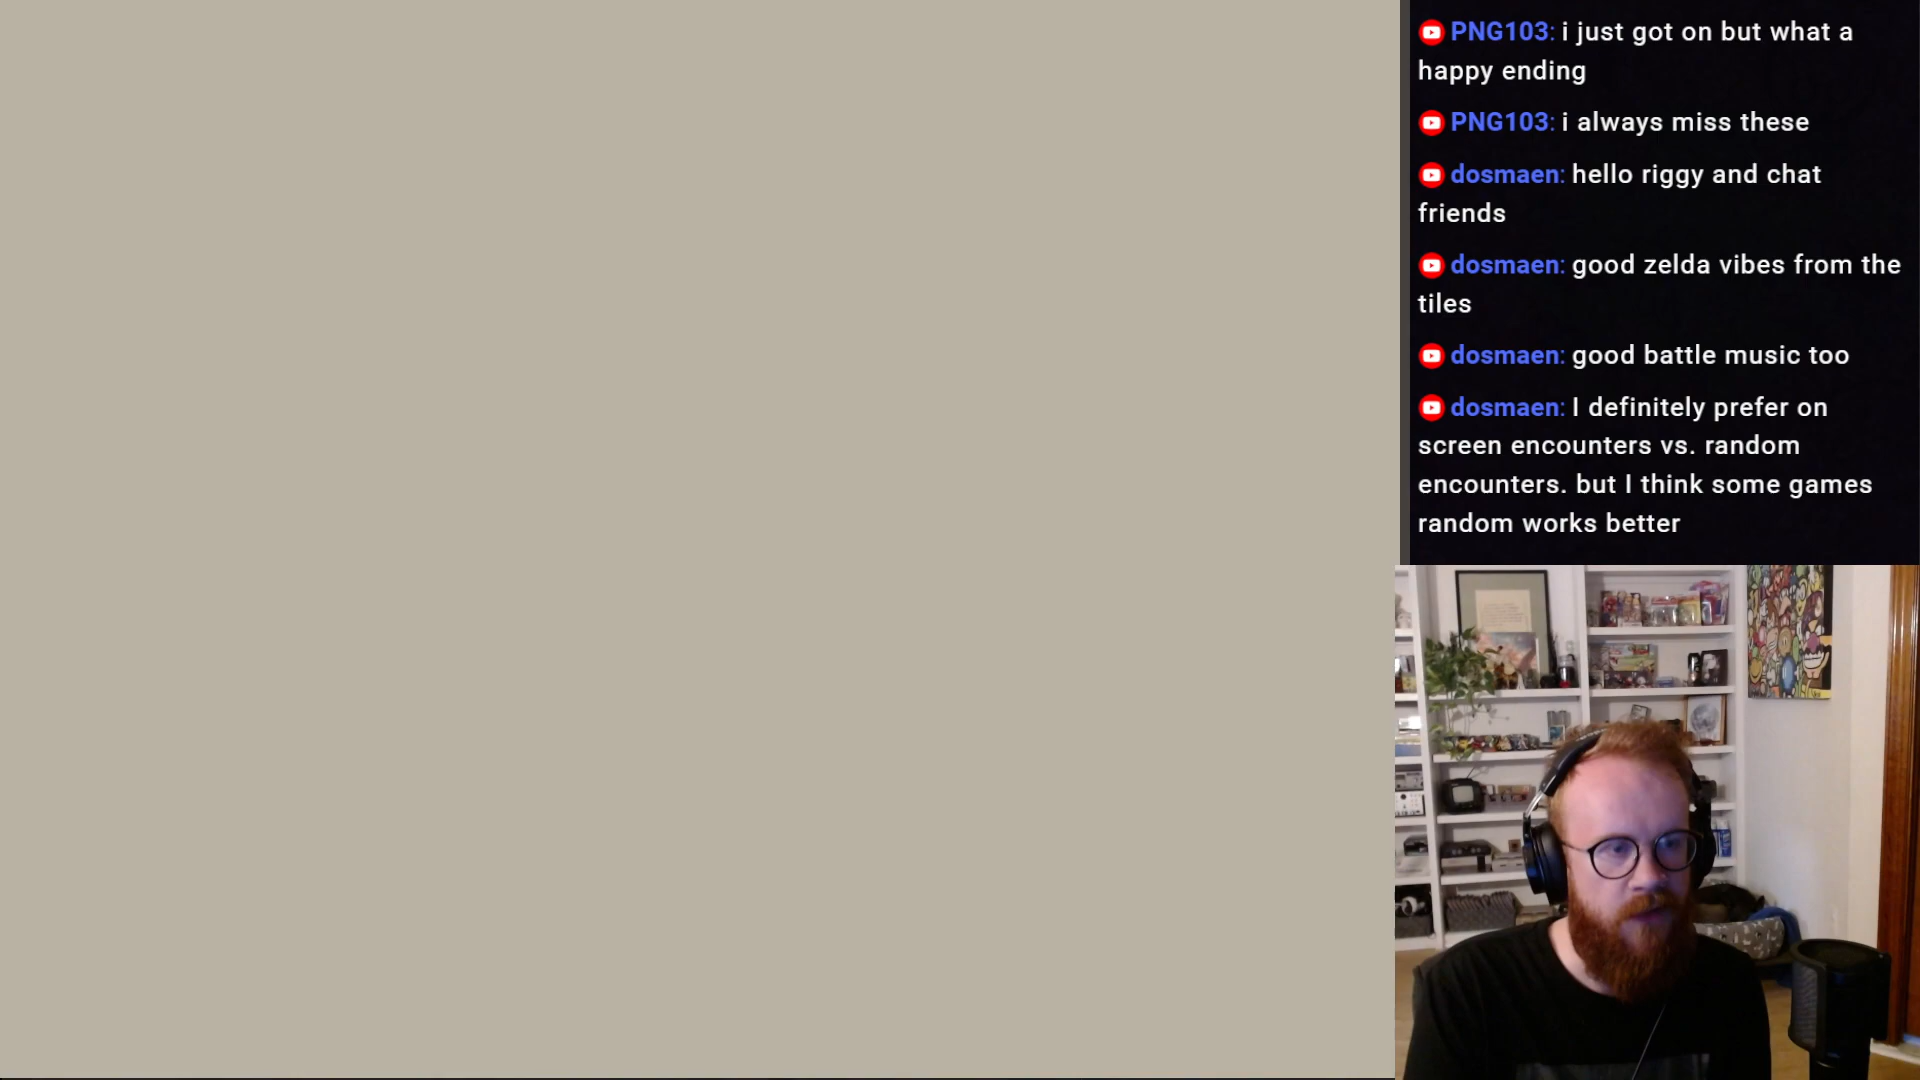 PNG103: i just got on but what a
happy ending
PNG103: i always miss these
dosmaen: hello riggy and chat
friends
dosmaen: good zelda vibes from the
tiles
dosmaen: good battle music too
dosmaen: I definitely prefer on
screen encounters vs. random
encounters. but I think some games
random works better